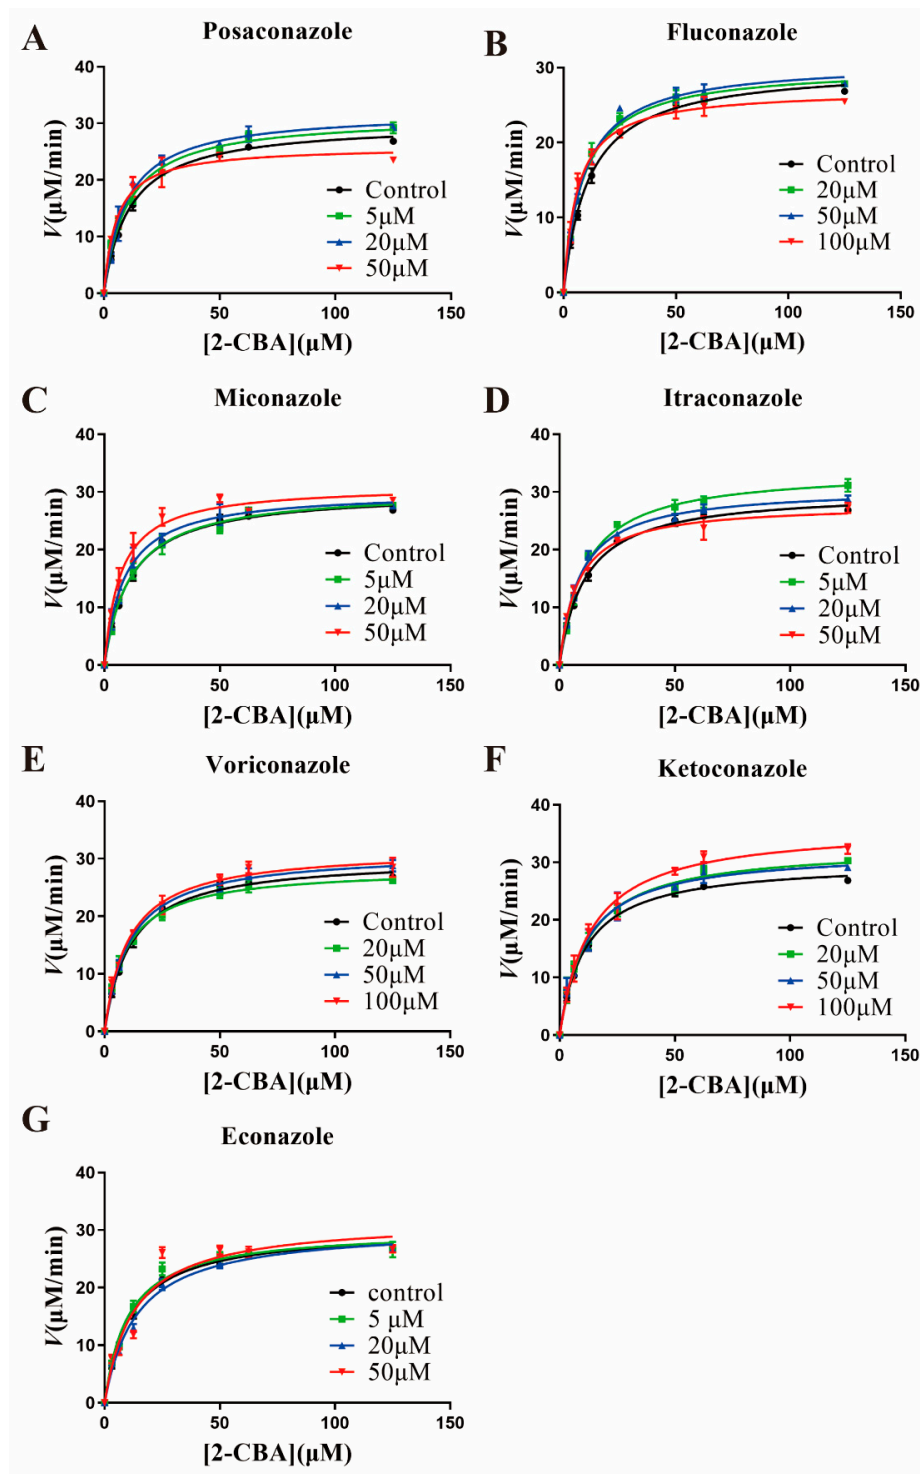 A
Posaconazole
V(µM/min)
40
30
20
10
0
0
50
100
150
[2-CBA](µM)
Control
5µM
20µM
50µM
B
Fluconazole
V(µM/min)
30
20
10
0
0
50
100
150
[2-CBA](µM)
Control
20µM
50µM
100µM
C
Miconazole
V(µM/min)
40
30
20
10
0
0
50
100
150
[2-CBA](µM)
Control
5µM
20µM
50µM
D
Itraconazole
V(µM/min)
40
30
20
10
0
0
50
100
150
[2-CBA](µM)
Control
5µM
20µM
50µM
E
Voriconazole
V(µM/min)
40
30
20
10
0
0
50
100
150
[2-CBA](µM)
Control
20µM
50µM
100µM
F
Ketoconazole
V(µM/min)
40
30
20
10
0
0
50
100
150
[2-CBA](µM)
Control
20µM
50µM
100µM
G
Econazole
V(µM/min)
40
30
20
10
0
0
50
100
150
[2-CBA](µM)
control
5 µM
20µM
50µM